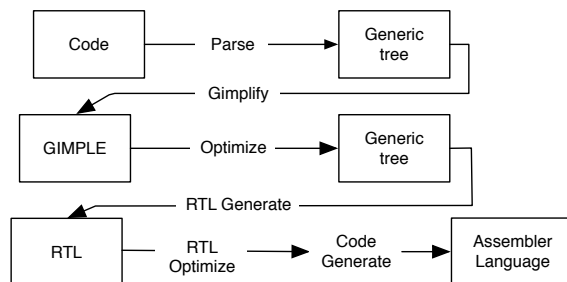 Code
Parse
Generic
tree
Gimplify
GIMPLE
Optimize
Generic
tree
RTL Generate
RTL
RTL
Optimize
Code
Generate
Assembler
Language